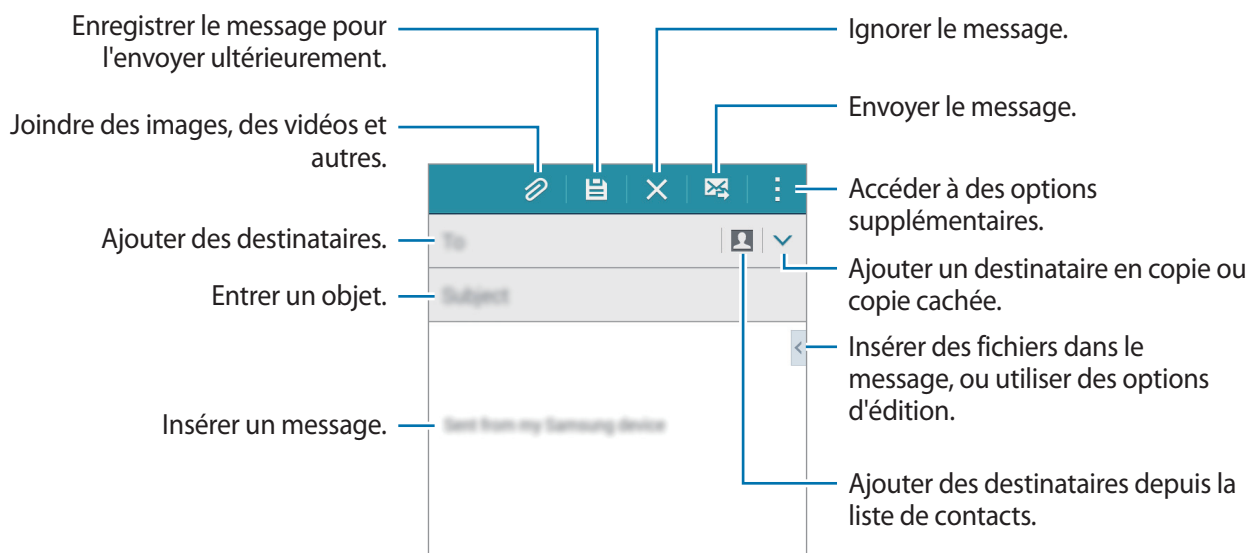 Enregistrer le message pour
l'envoyer ultérieurement.
Joindre des images, des vidéos et
autres.
Ajouter des destinataires.
Entrer un objet.
Insérer un message.
To
Subject
Sent from my Samsung device
Ignorer le message.
Envoyer le message.
Accéder à des options
supplémentaires.
Ajouter un destinataire en copie ou
copie cachée.
Insérer des fichiers dans le
message, ou utiliser des options
d'édition.
Ajouter des destinataires depuis la
liste de contacts.